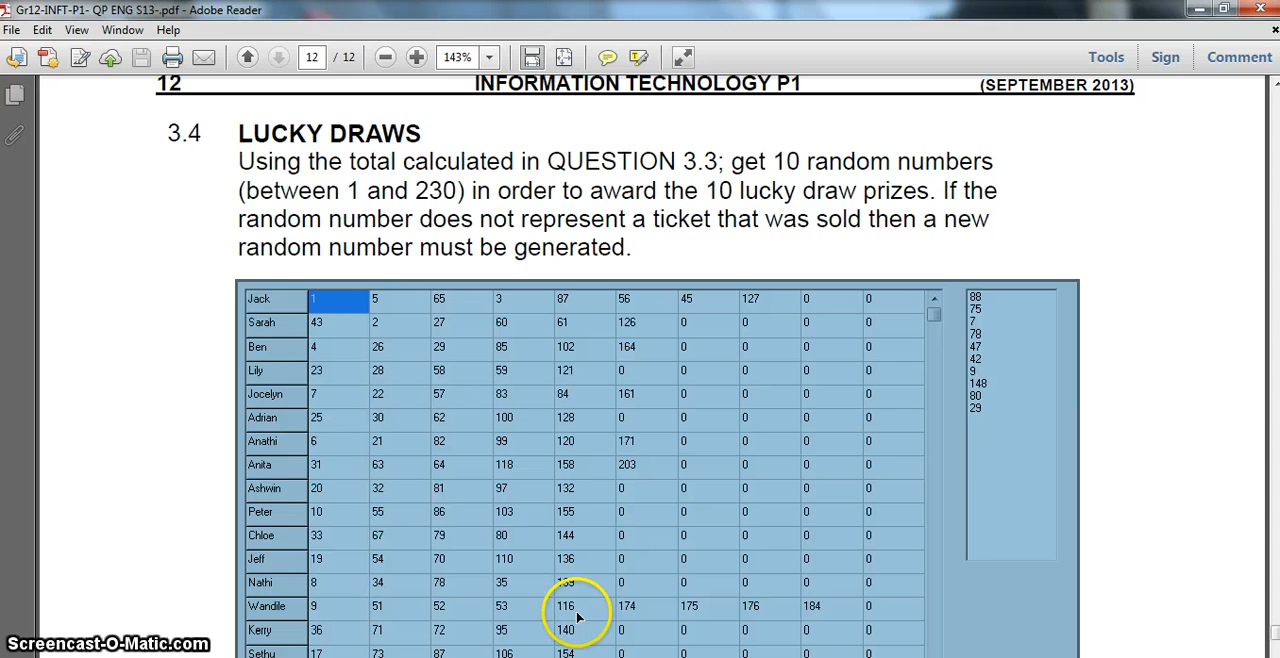 Gr12-INFT-P1- QP ENG S13-.pdf - Adobe Reader
File Edit View Window Help
12 / 12 143% Tools Sign Comment
12 INFORMATION TECHNOLOGY P1 (SEPTEMBER 2013)
3.4 LUCKY DRAWS
Using the total calculated in QUESTION 3.3; get 10 random numbers
(between 1 and 230) in order to award the 10 lucky draw prizes. If the
random number does not represent a ticket that was sold then a new
random number must be generated.
Jack 1 5 65 3 87 56 45 127 0 0
Sarah 43 2 27 60 61 126 0 0 0 0
Ben 4 26 29 85 102 164 0 0 0 0
Lily 23 28 58 59 121 0 0 0 0 0
Jocelyn 7 22 57 83 84 161 0 0 0 0
Adrian 25 30 62 100 128 0 0 0 0 0
Anathi 6 21 82 99 120 171 0 0 0 0
Anita 31 63 64 118 158 203 0 0 0 0
Ashwin 20 32 81 97 132 0 0 0 0 0
Peter 10 55 86 103 155 0 0 0 0 0
Chloe 33 67 79 80 144 0 0 0 0 0
Jeff 19 54 70 110 136 0 0 0 0 0
Nathi 8 34 78 35 139 0 0 0 0 0
Wandile 9 51 52 53 116 174 175 176 184 0
Kerry 36 71 72 95 140 0 0 0 0 0
Sethu 17 73 87 106 154 0 0 0 0 0
88
75
7
78
47
42
9
148
80
29
Screencast-O-Matic.com